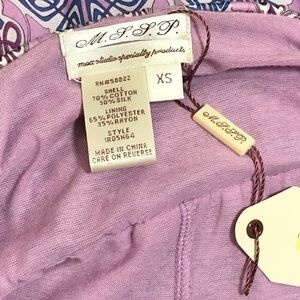 M.S.S.P.
max studio specialty products
XS
RN#58822
SHELL
70%COTTON
30%SILK
LINING
65%POLYESTER
35%RAYON
STYLE
1R05N64
MADE IN CHINA
CARE ON REVERSE
M.S.S.P.